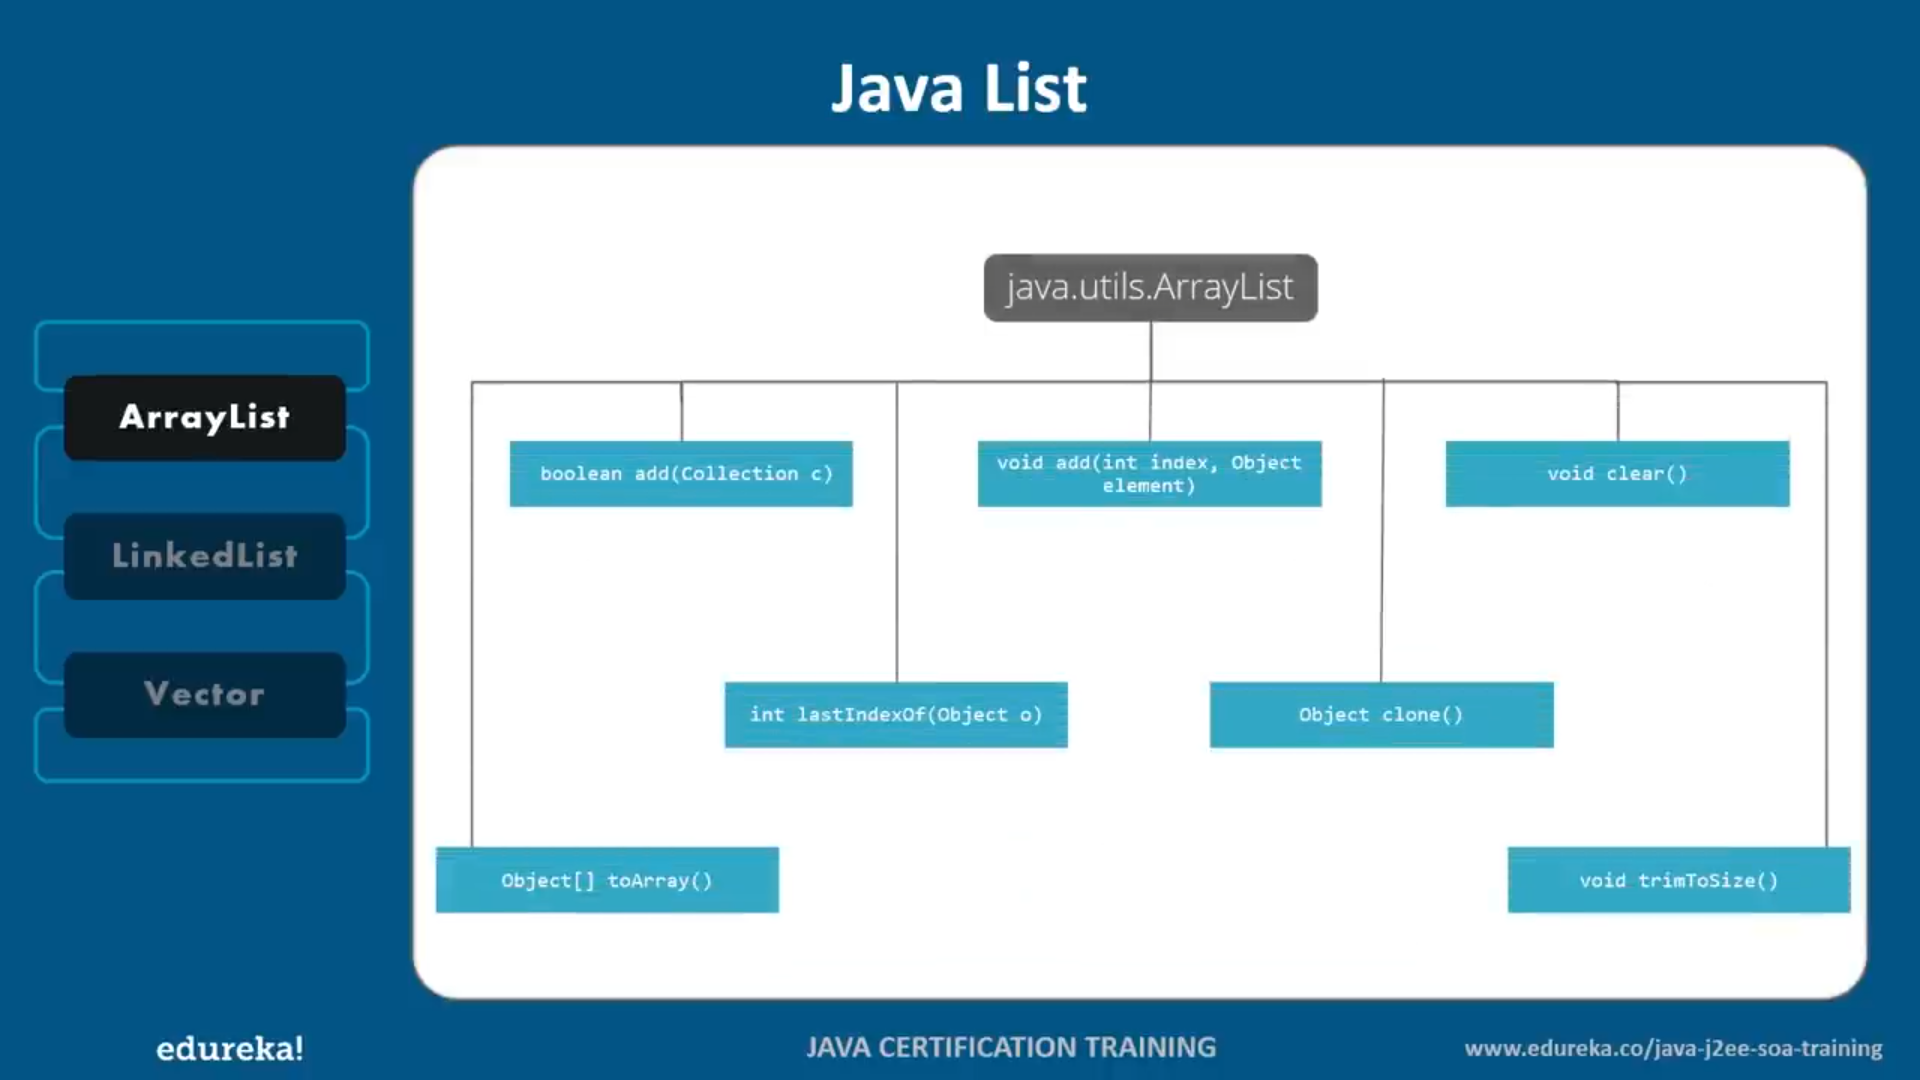 Java List
ArrayList
LinkedList
Vector
java.utils.ArrayList
boolean add(Collection c)
void add(int index, Object
element)
void clear()
int lastIndexOf(Object o)
Object clone()
Object[] toArray()
void trimToSize()
edureka!
JAVA CERTIFICATION TRAINING
www.edureka.co/java-j2ee-soa-training